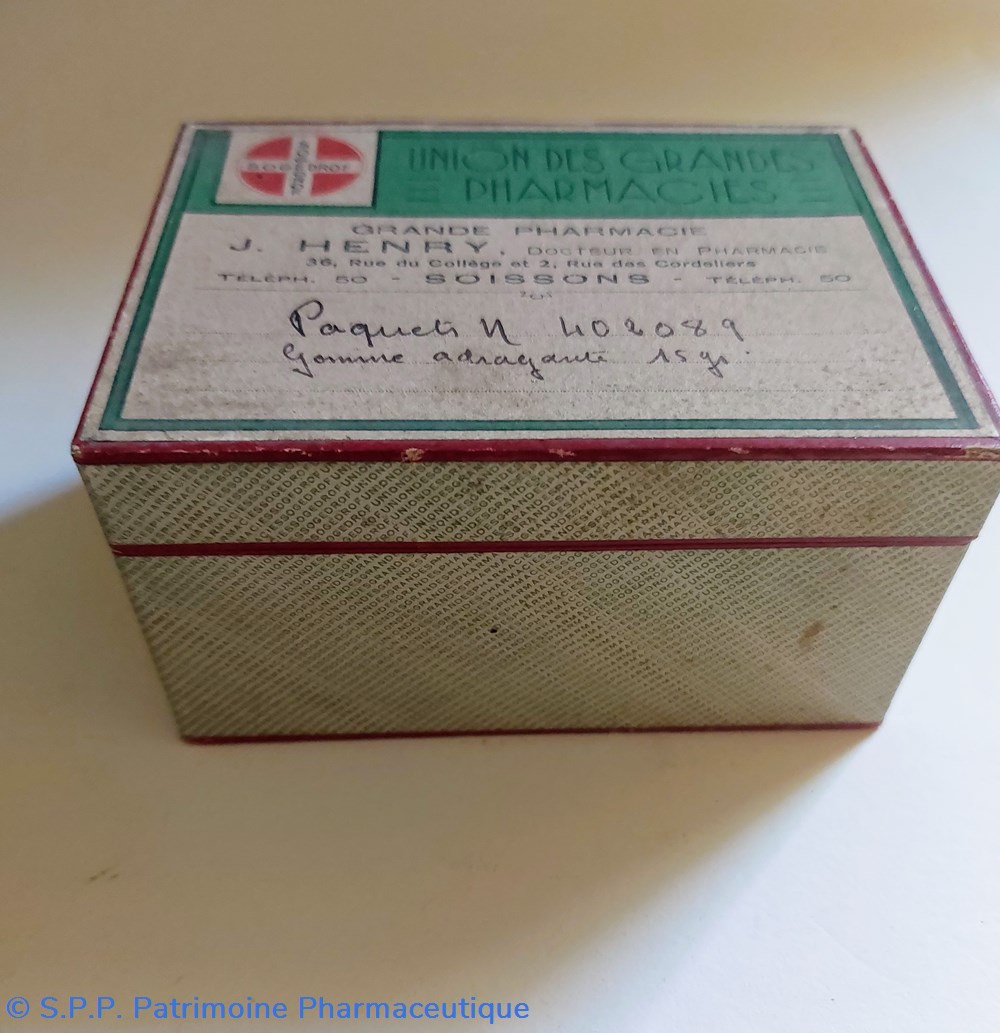 UNION DES GRANDES
PHARMACIES
GRANDE PHARMACIE
J. HENRY, DOCTEUR EN PHARMACIE
36, Rue du Collège et 2, Rue des Cordeliers
TÉLÉPH. 50 - SOISSONS - TÉLÉPH. 50
Paquets N 402089
Gomme adragante 15 gr.
© S.P.P. Patrimoine Pharmaceutique